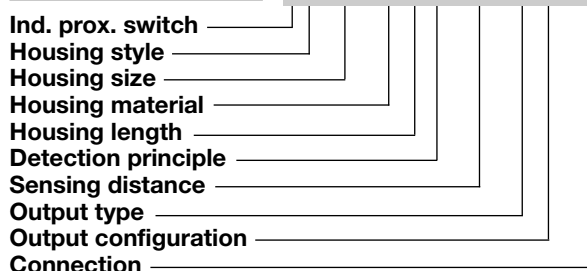 Ind. prox. switch
Housing style
Housing size
Housing material
Housing length
Detection principle
Sensing distance
Output type
Output configuration
Connection